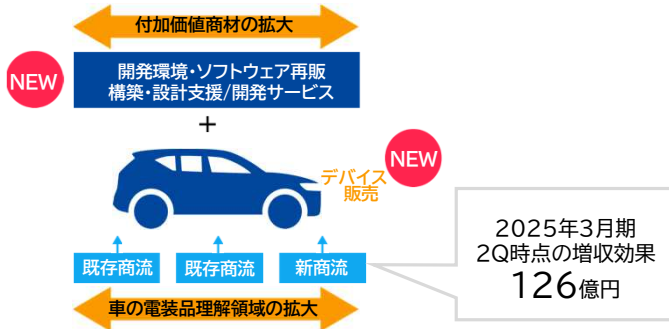 付加価値商材の拡大
NEW
開発環境・ソフトウェア再販
構築・設計支援/開発サービス
+
NEW
デバイス
販売
既存商流
既存商流
新商流
車の電装品理解領域の拡大
2025年3月期
2Q時点の増収効果
126億円